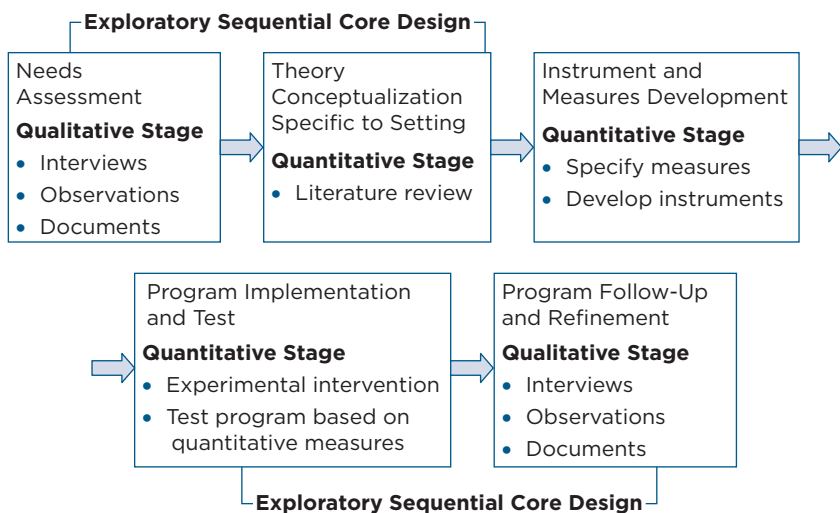 Exploratory Sequential Core Design
Needs
Assessment
Qualitative Stage
• Interviews
• Observations
• Documents
Theory
Conceptualization
Specific to Setting
Quantitative Stage
• Literature review
Instrument and
Measures Development
Quantitative Stage
• Specify measures
• Develop instruments
Program Implementation
and Test
Quantitative Stage
• Experimental intervention
• Test program based on
quantitative measures
Program Follow-Up
and Refinement
Qualitative Stage
• Interviews
• Observations
• Documents
Exploratory Sequential Core Design